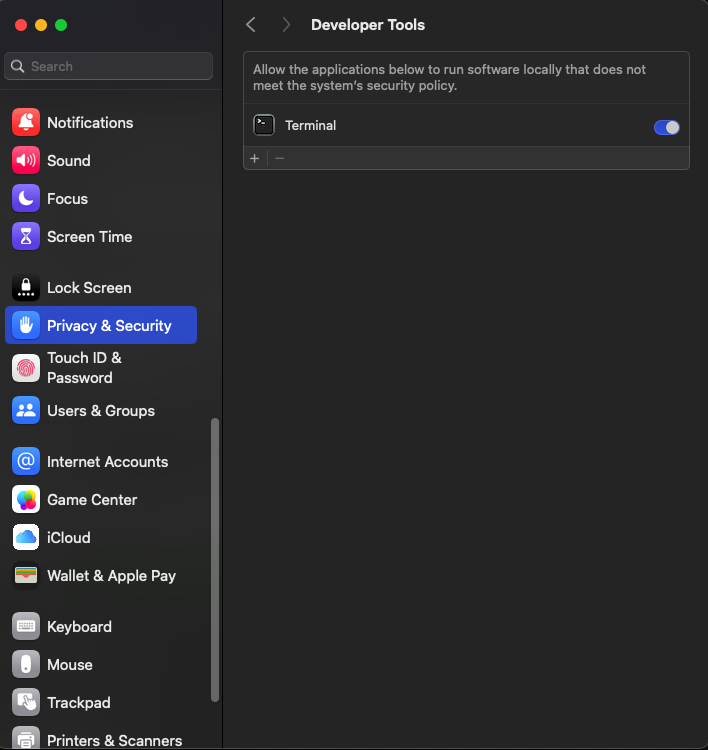 Search
Notifications
Sound
Focus
Screen Time
Lock Screen
Privacy & Security
Touch ID &
Password
Users & Groups
Internet Accounts
Game Center
iCloud
Wallet & Apple Pay
Keyboard
Mouse
Trackpad
Printers & Scanners
Developer Tools
Allow the applications below to run software locally that does not
meet the system's security policy.
Terminal